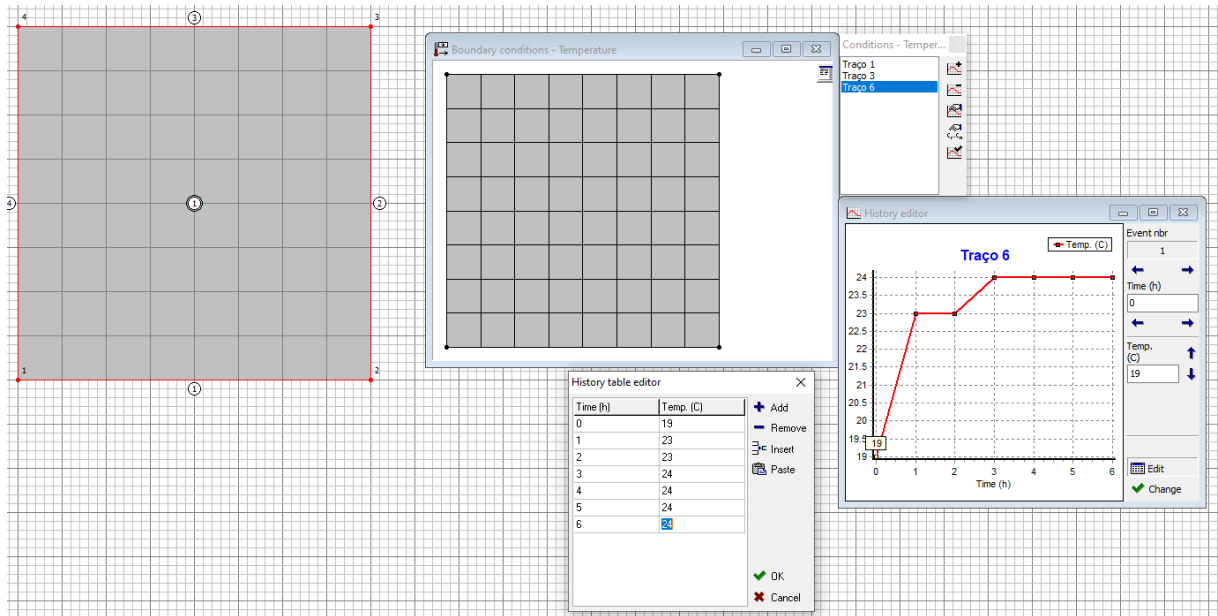 4
3
3
4
1
2
1
2
1
Boundary conditions - Temperature
Conditions - Temper...
Traço 1
Traço 3
Traço 6
History editor
Traço 6
Temp. (C)
24
23.5
23
22.5
22
21.5
21
20.5
20
19.5
19
19
0 1 2 3 4 5 6
Time (h)
Event nbr
1
Time (h)
0
Temp.
(C)
19
Edit
Change
History table editor
Time (h) Temp. (C)
0 19
1 23
2 23
3 24
4 24
5 24
6 24
Add
Remove
Insert
Paste
OK
Cancel